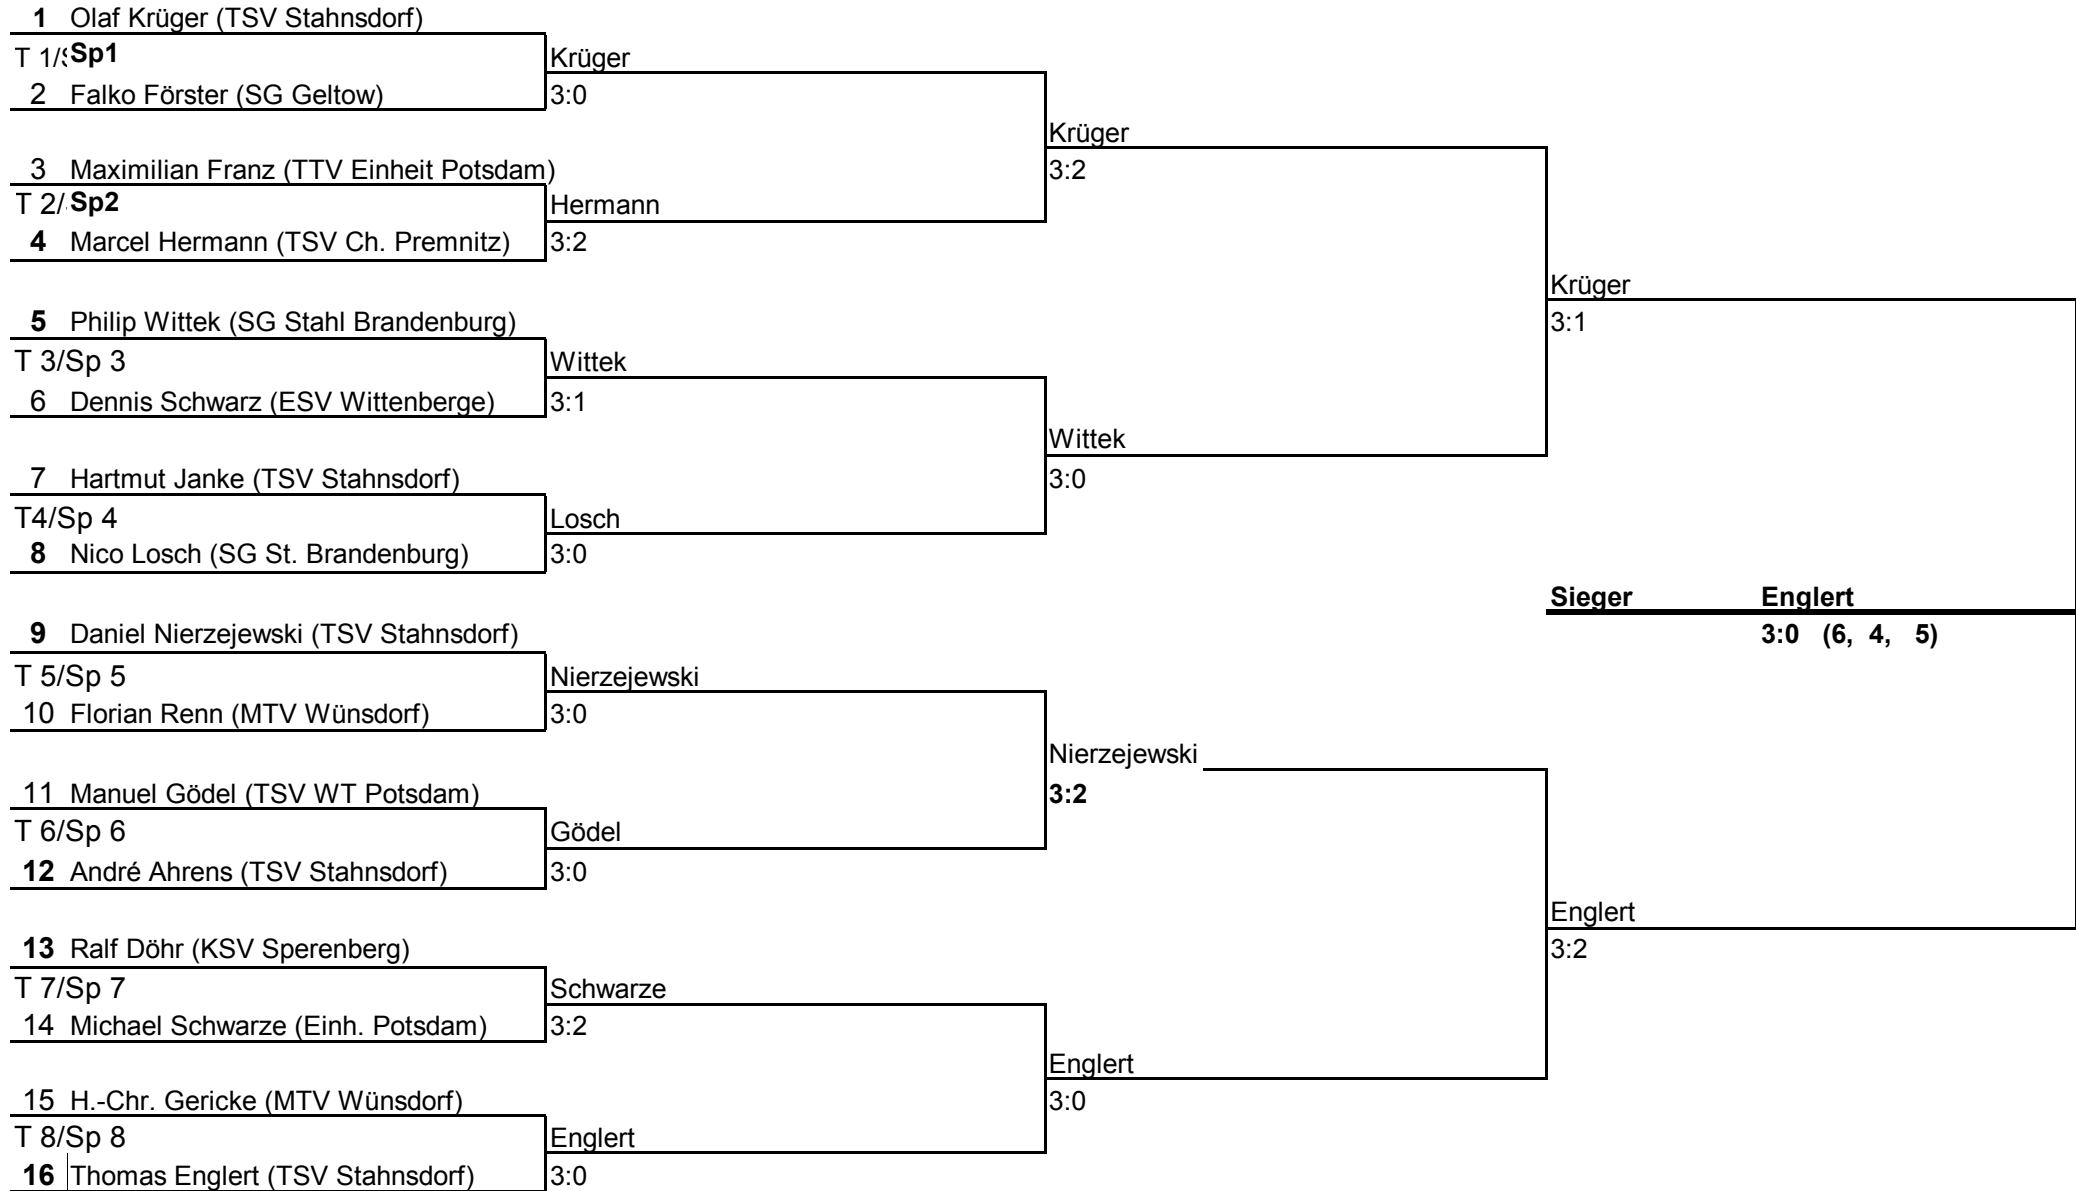 1 Olaf Krüger (TSV Stahnsdorf)
T 1/ Sp1
Krüger
2 Falko Förster (SG Geltow)
3:0
Krüger
3 Maximilian Franz (TTV Einheit Potsdam)
3:2
T 2/ Sp2
Hermann
4 Marcel Hermann (TSV Ch. Premnitz)
3:2
Krüger
5 Philip Wittek (SG Stahl Brandenburg)
3:1
T 3/Sp 3
Wittek
6 Dennis Schwarz (ESV Wittenberge)
3:1
Wittek
7 Hartmut Janke (TSV Stahnsdorf)
3:0
T4/Sp 4
Losch
8 Nico Losch (SG St. Brandenburg)
3:0
Sieger Englert
9 Daniel Nierzejewski (TSV Stahnsdorf)
3:0 (6, 4, 5)
T 5/Sp 5
Nierzejewski
10 Florian Renn (MTV Wünsdorf)
3:0
Nierzejewski
11 Manuel Gödel (TSV WT Potsdam)
3:2
T 6/Sp 6
Gödel
12 André Ahrens (TSV Stahnsdorf)
3:0
Englert
13 Ralf Döhr (KSV Sperenberg)
3:2
T 7/Sp 7
Schwarze
14 Michael Schwarze (Einh. Potsdam)
3:2
Englert
15 H.-Chr. Gericke (MTV Wünsdorf)
3:0
T 8/Sp 8
Englert
16 Thomas Englert (TSV Stahnsdorf)
3:0